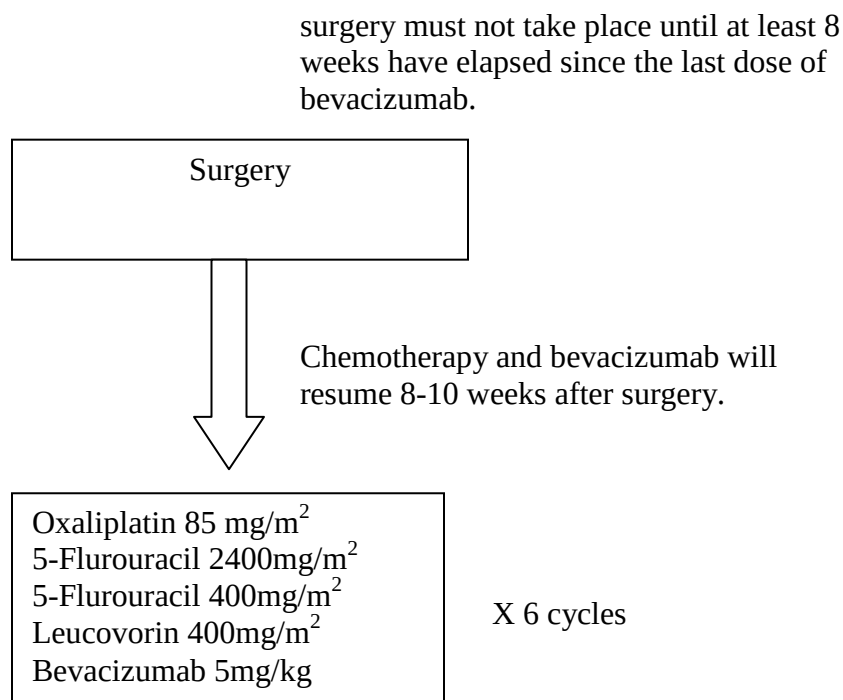 surgery must not take place until at least 8
weeks have elapsed since the last dose of
bevacizumab.
Surgery
Chemotherapy and bevacizumab will
resume 8-10 weeks after surgery.
Oxaliplatin 85 mg/m²
5-Flurouracil 2400mg/m²
5-Flurouracil 400mg/m²
Leucovorin 400mg/m²
Bevacizumab 5mg/kg
X 6 cycles